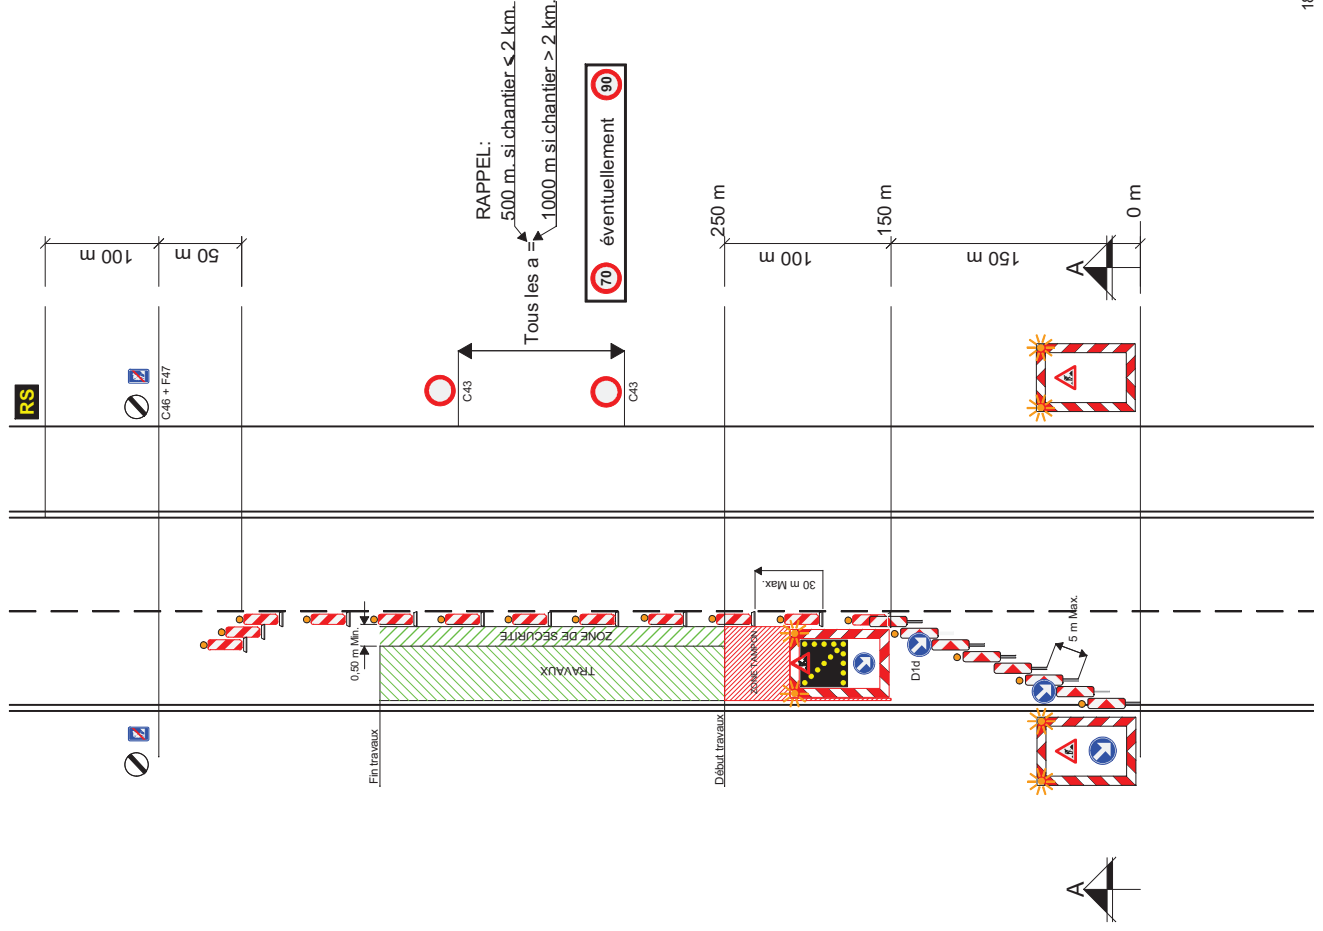 18
RS
100 m
50 m
C46 + F47
RAPPEL:
500 m. si chantier < 2 km.
1000 m si chantier > 2 km.
Tous les a =
70 éventuellement 90
C43
C43
250 m
100 m
150 m
150 m
0 m
A
30 m Max.
0,50 m Min.
ZONE DE SÉCURITÉ
TRAVAUX
ZONE TAMPON
Fin travaux
Début travaux
D1d
5 m Max.
A